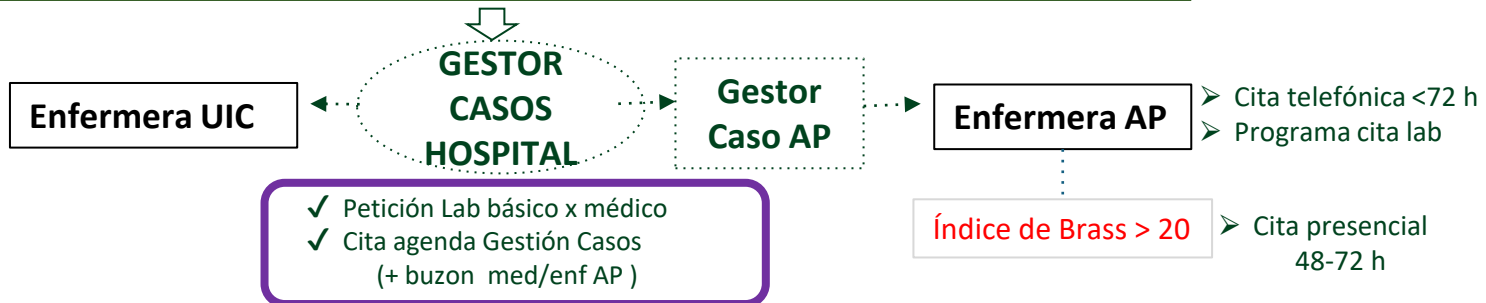 Enfermera UIC
GESTOR
CASOS
HOSPITAL
Gestor
Caso AP
Enfermera AP
➢ Cita telefónica <72 h
➢ Programa cita lab
✓ Petición Lab básico x médico
✓ Cita agenda Gestión Casos
(+ buzon med/enf AP )
Índice de Brass > 20
➢ Cita presencial
48-72 h